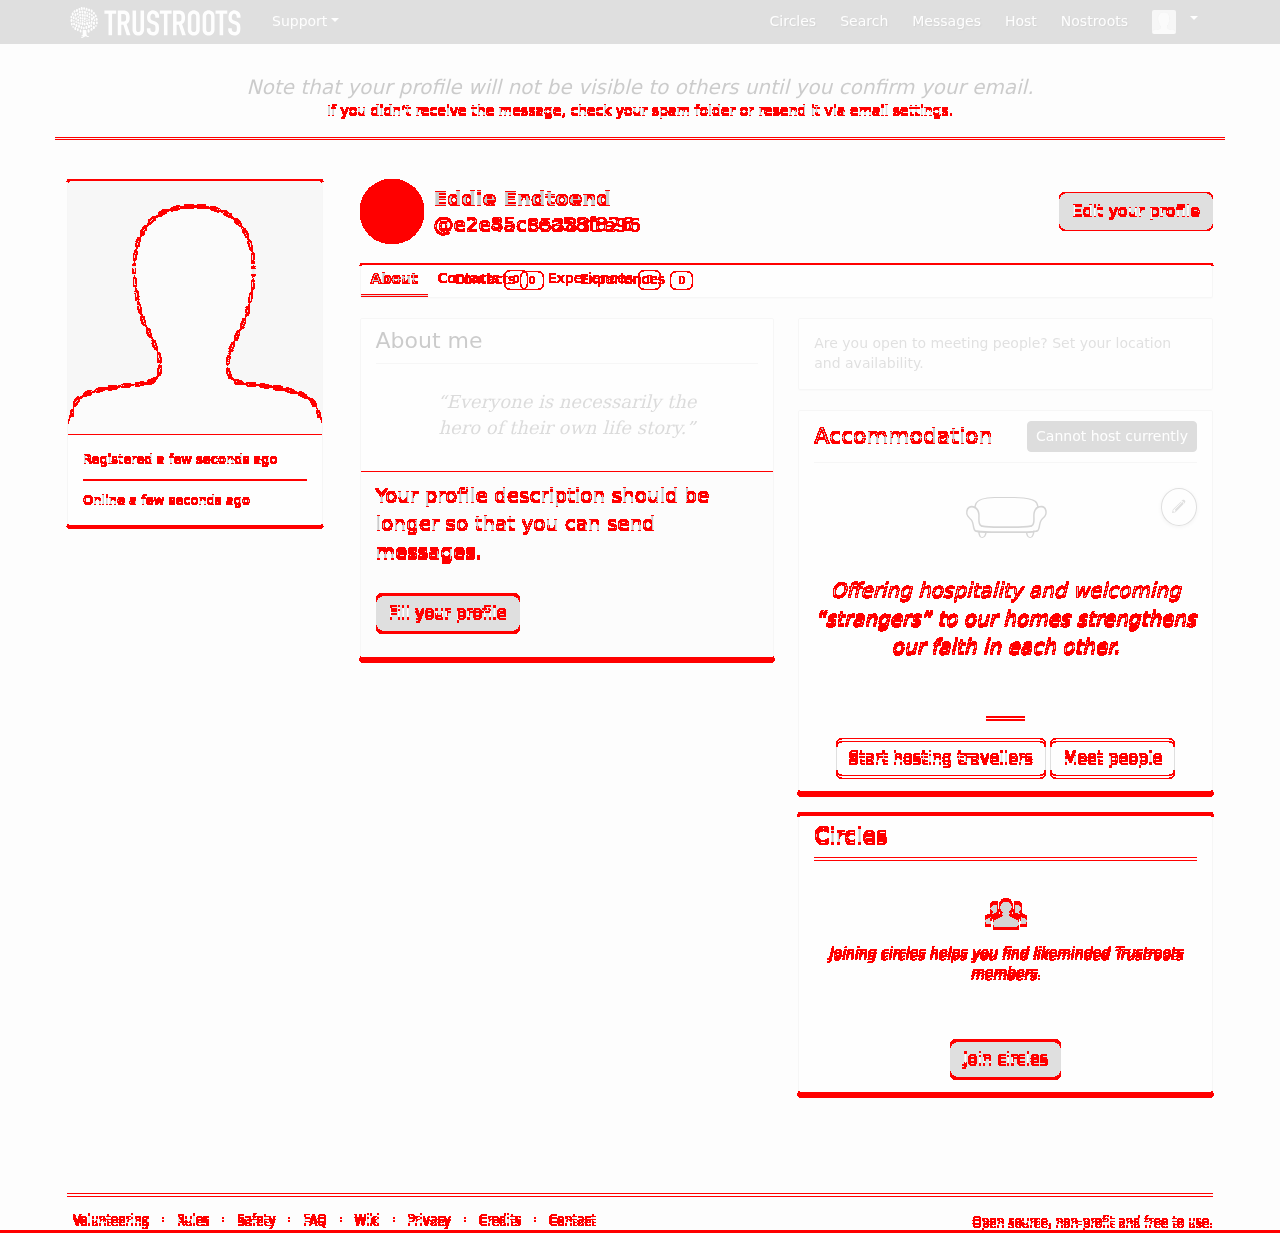 TRUSTROOTS Support Circles Search Messages Host Nostroots
Note that your profile will not be visible to others until you confirm your email.
If you didn't receive the message, check your spam folder or resend it via email settings.
Eddie Endtoend
Edit your profile
About Contacts 0 Experiences 0
About me
“Everyone is necessarily the
hero of their own life story.”
Your profile description should be
longer so that you can send
messages.
Fill your profile
Registered a few seconds ago
Online a few seconds ago
Are you open to meeting people? Set your location
and availability.
Accommodation Cannot host currently
Offering hospitality and welcoming
“strangers” to our homes strengthens
our faith in each other.
Start hosting travellers Meet people
Circles
Joining circles helps you find likeminded Trustroots
members.
Join circles
Volunteering · Rules · Safety · FAQ · Wiki · Privacy · Credits · Contact
Open source, non-profit and free to use.